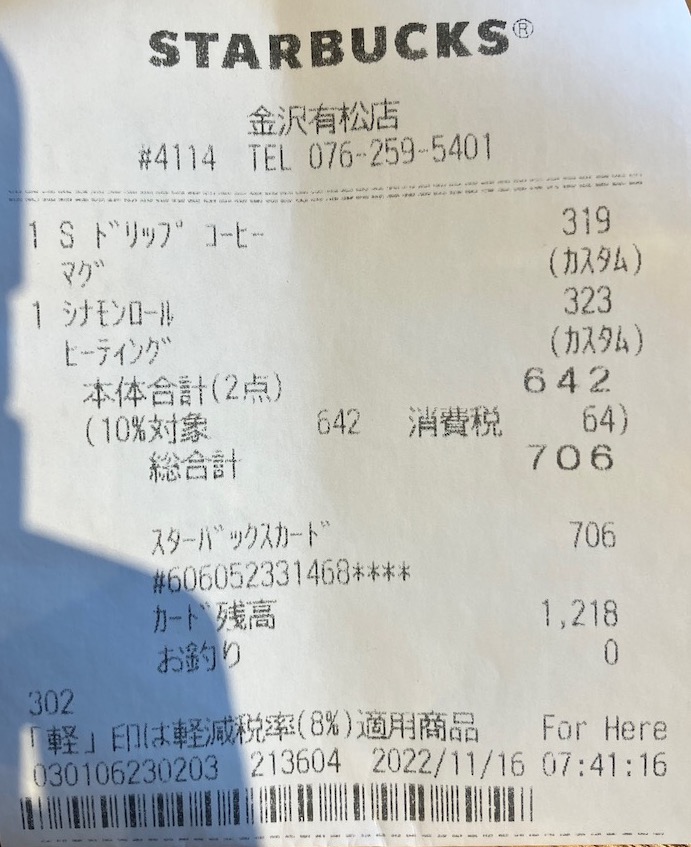 STARBUCKS®
金沢有松店
#4114 TEL 076-259-5401
1 S ドリップ コーヒー 319
マグ (カスタム)
1 シナモンロール 323
ヒーティング (カスタム)
本体合計(2点) 642
(10%対象 642 消費税 64)
総合計 706
スターバックスカード 706
#606052331468****
カード残高 1,218
お釣り 0
302
「軽」印は軽減税率(8%)適用商品 For Here
030106230203 213604 2022/11/16 07:41:16